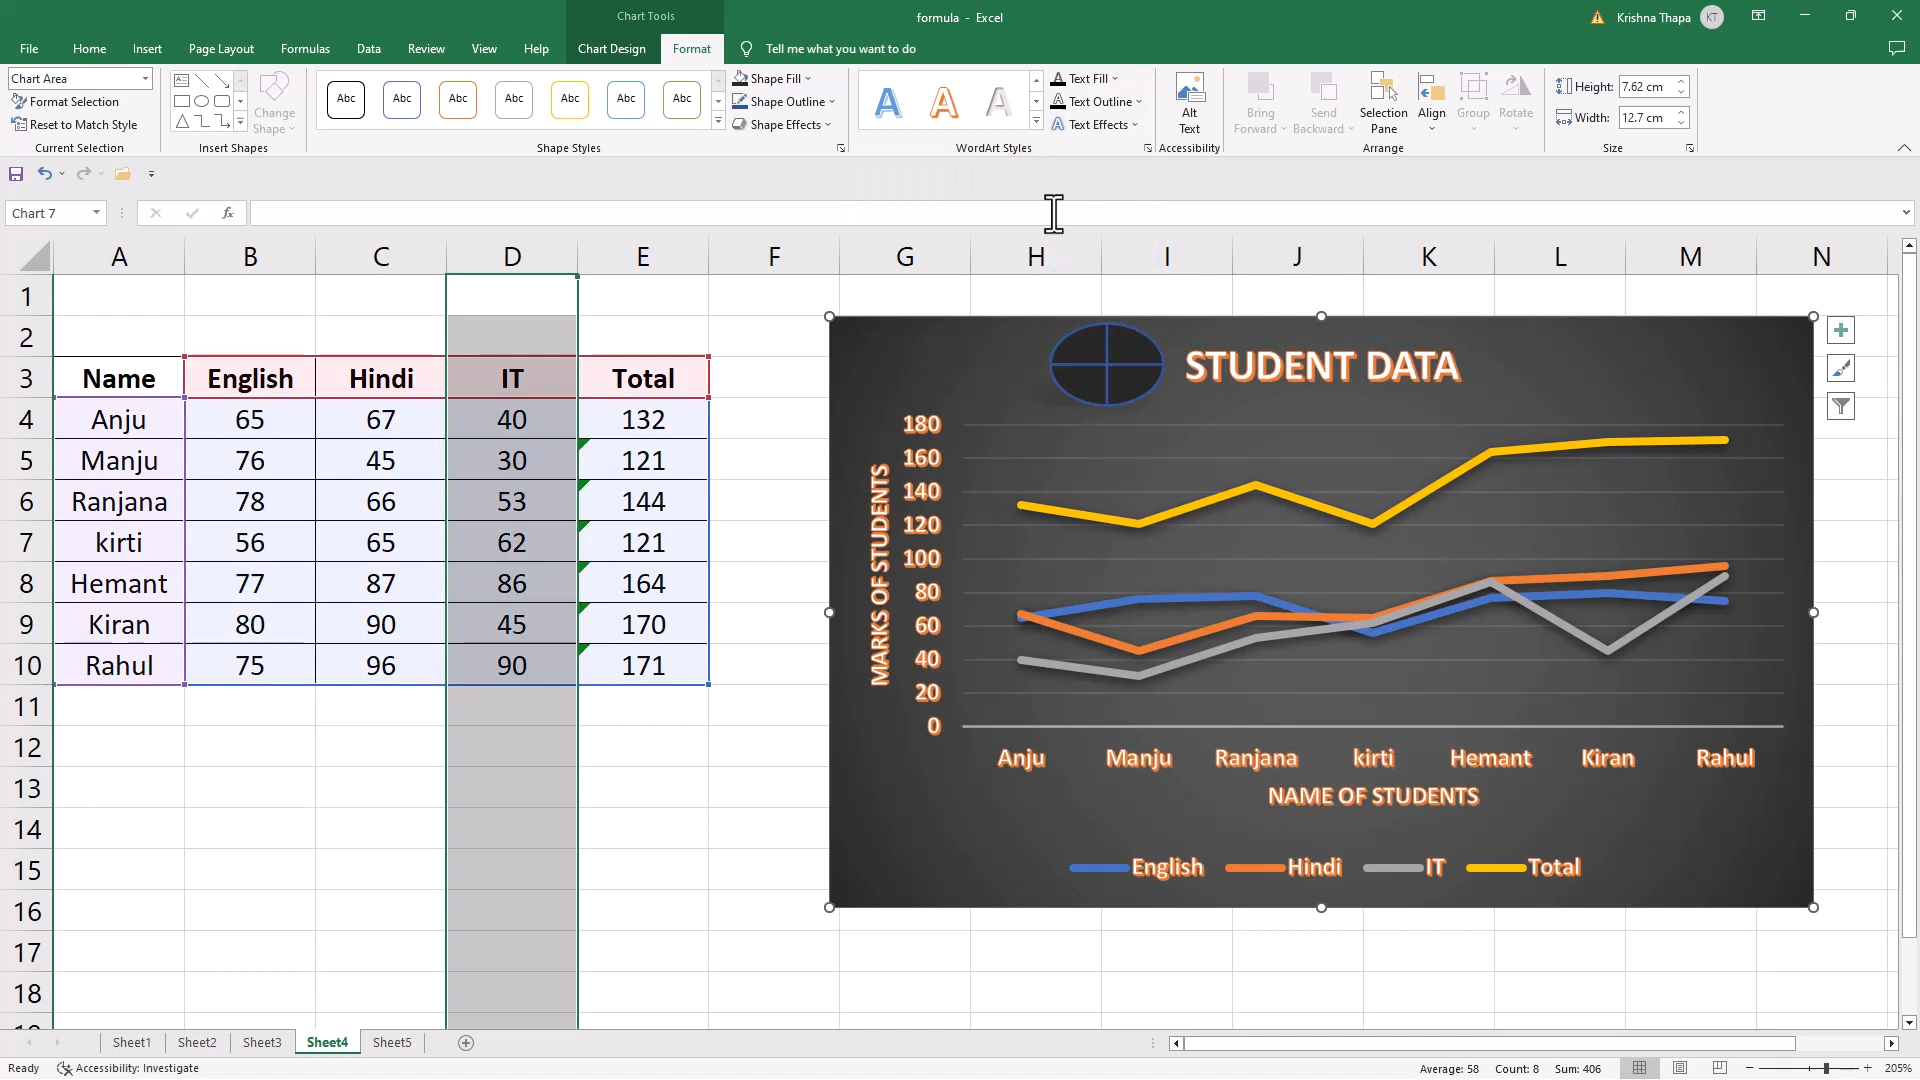 Chart Tools
formula - Excel
Krishna Thapa KT
File Home Insert Page Layout Formulas Data Review View Help Chart Design Format Tell me what you want to do
Chart Area
Format Selection
Reset to Match Style
Current Selection
Change
Shape
Insert Shapes
Abc Abc Abc Abc Abc Abc Abc
Shape Fill
Shape Outline
Shape Effects
Shape Styles
A A A
Text Fill
Text Outline
Text Effects
WordArt Styles
Alt
Text
Accessibility
Bring
Forward
Send
Backward
Selection
Pane
Align
Group
Rotate
Arrange
Height: 7.62 cm
Width: 12.7 cm
Size
Chart 7 fx
A B C D E F G H I J K L M N
1
2
3 Name English Hindi IT Total
4 Anju 65 67 40 132
5 Manju 76 45 30 121
6 Ranjana 78 66 53 144
7 kirti 56 65 62 121
8 Hemant 77 87 86 164
9 Kiran 80 90 45 170
10 Rahul 75 96 90 171
11
12
13
14
15
16
17
18
STUDENT DATA
MARKS OF STUDENTS
180
160
140
120
100
80
60
40
20
0
Anju Manju Ranjana kirti Hemant Kiran Rahul
NAME OF STUDENTS
English Hindi IT Total
Sheet1 Sheet2 Sheet3 Sheet4 Sheet5
Ready Accessibility: Investigate Average: 58 Count: 8 Sum: 406 205%